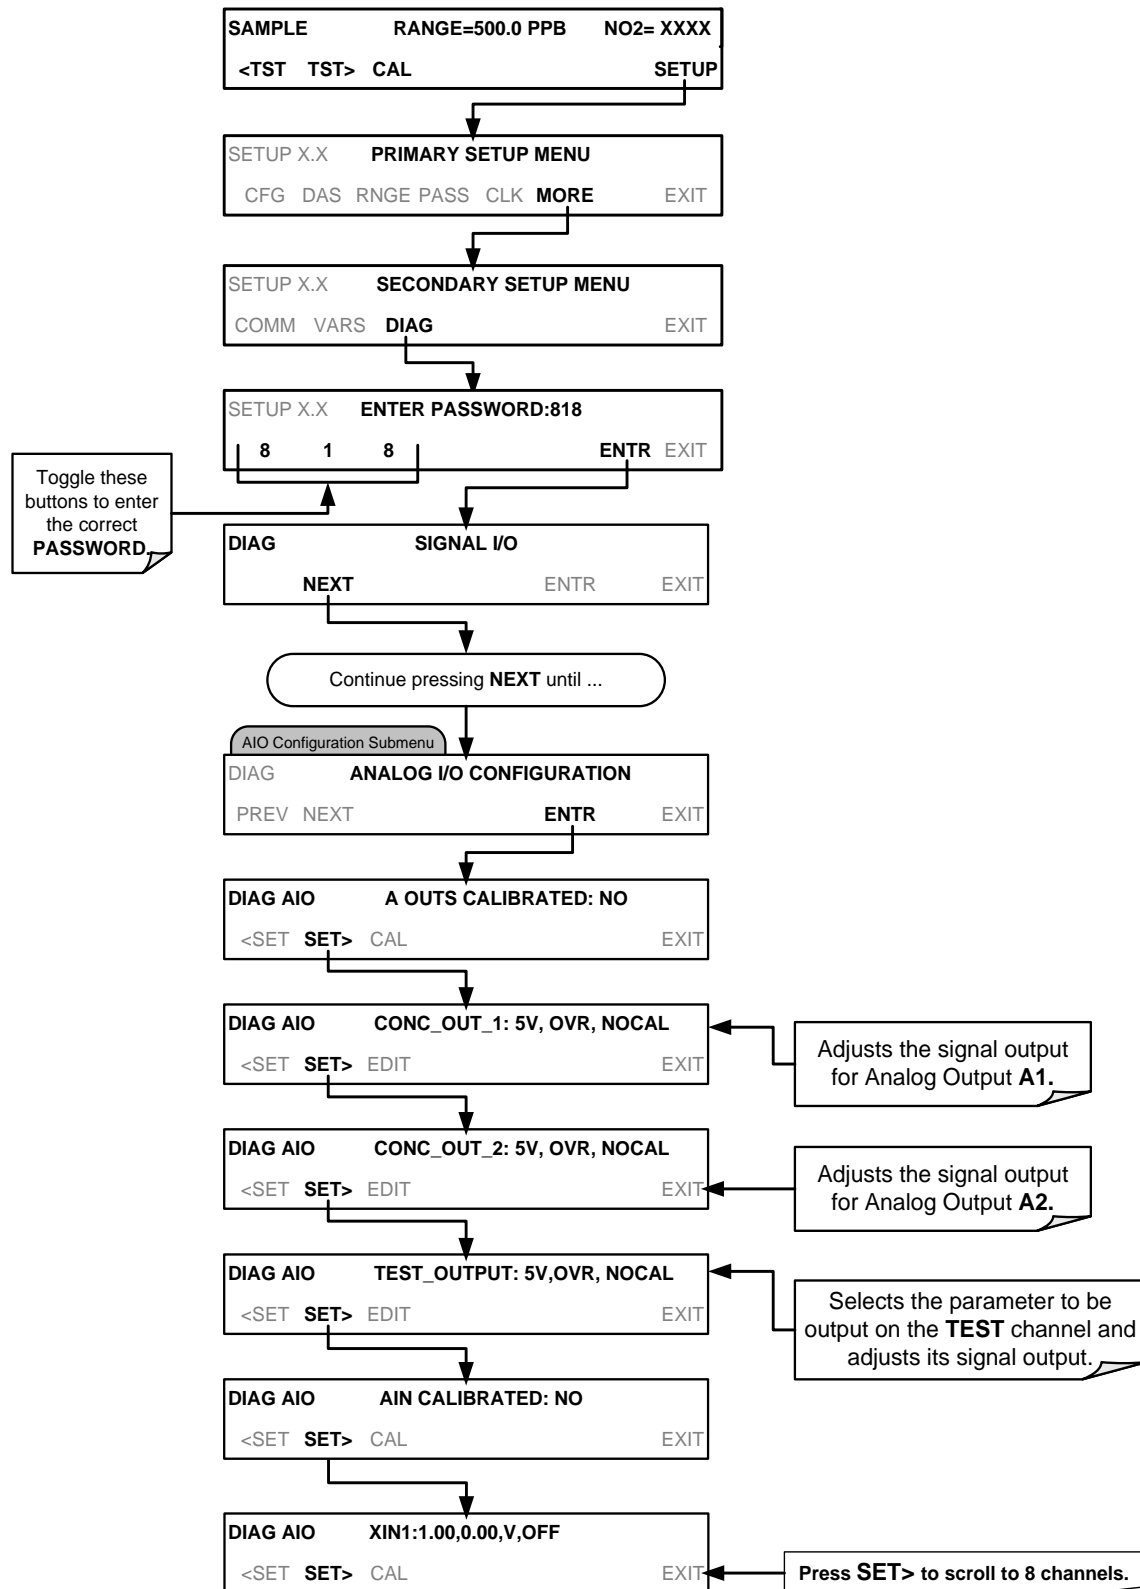 SAMPLE RANGE=500.0 PPB NO2= XXXX
<TST TST> CAL SETUP
SETUP X.X PRIMARY SETUP MENU
CFG DAS RNGE PASS CLK MORE EXIT
SETUP X.X SECONDARY SETUP MENU
COMM VARS DIAG EXIT
SETUP X.X ENTER PASSWORD:818
8 1 8 ENTR EXIT
Toggle these
buttons to enter
the correct
PASSWORD.
DIAG SIGNAL I/O
NEXT ENTR EXIT
Continue pressing NEXT until ...
AIO Configuration Submenu
DIAG ANALOG I/O CONFIGURATION
PREV NEXT ENTR EXIT
DIAG AIO A OUTS CALIBRATED: NO
<SET SET> CAL EXIT
DIAG AIO CONC_OUT_1: 5V, OVR, NOCAL
<SET SET> EDIT EXIT
Adjusts the signal output
for Analog Output A1.
DIAG AIO CONC_OUT_2: 5V, OVR, NOCAL
<SET SET> EDIT EXIT
Adjusts the signal output
for Analog Output A2.
DIAG AIO TEST_OUTPUT: 5V,OVR, NOCAL
<SET SET> EDIT EXIT
Selects the parameter to be
output on the TEST channel and
adjusts its signal output.
DIAG AIO AIN CALIBRATED: NO
<SET SET> CAL EXIT
DIAG AIO XIN1:1.00,0.00,V,OFF
<SET SET> CAL EXIT
Press SET> to scroll to 8 channels.